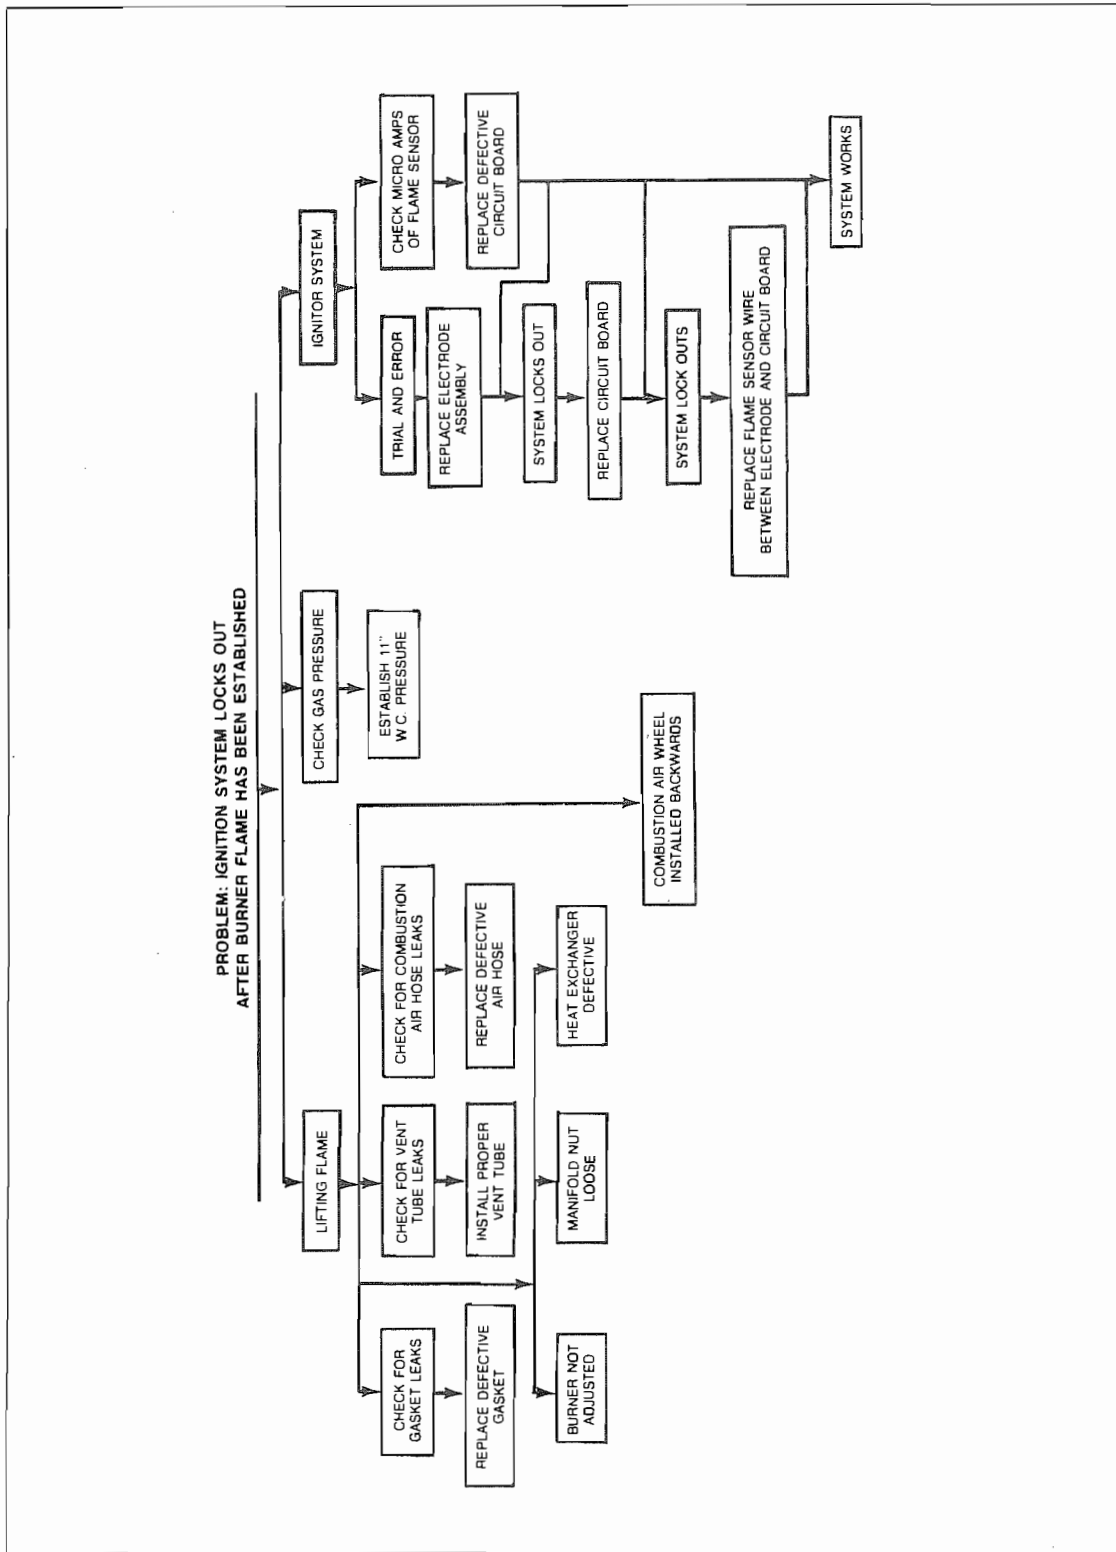 PROBLEM: IGNITION SYSTEM LOCKS OUT
AFTER BURNER FLAME HAS BEEN ESTABLISHED
LIFTING FLAME
CHECK GAS PRESSURE
IGNITOR SYSTEM
CHECK FOR
GASKET LEAKS
REPLACE DEFECTIVE
GASKET
CHECK FOR VENT
TUBE LEAKS
INSTALL PROPER
VENT TUBE
CHECK FOR COMBUSTION
AIR HOSE LEAKS
REPLACE DEFECTIVE
AIR HOSE
BURNER NOT
ADJUSTED
MANIFOLD NUT
LOOSE
HEAT EXCHANGER
DEFECTIVE
COMBUSTION AIR WHEEL
INSTALLED BACKWARDS
ESTABLISH 11"
W C. PRESSURE
TRIAL AND ERROR
REPLACE ELECTRODE
ASSEMBLY
SYSTEM LOCKS OUT
REPLACE CIRCUIT BOARD
SYSTEM LOCK OUTS
REPLACE FLAME SENSOR WIRE
BETWEEN ELECTRODE AND CIRCUIT BOARD
CHECK MICRO AMPS
OF FLAME SENSOR
REPLACE DEFECTIVE
CIRCUIT BOARD
SYSTEM WORKS